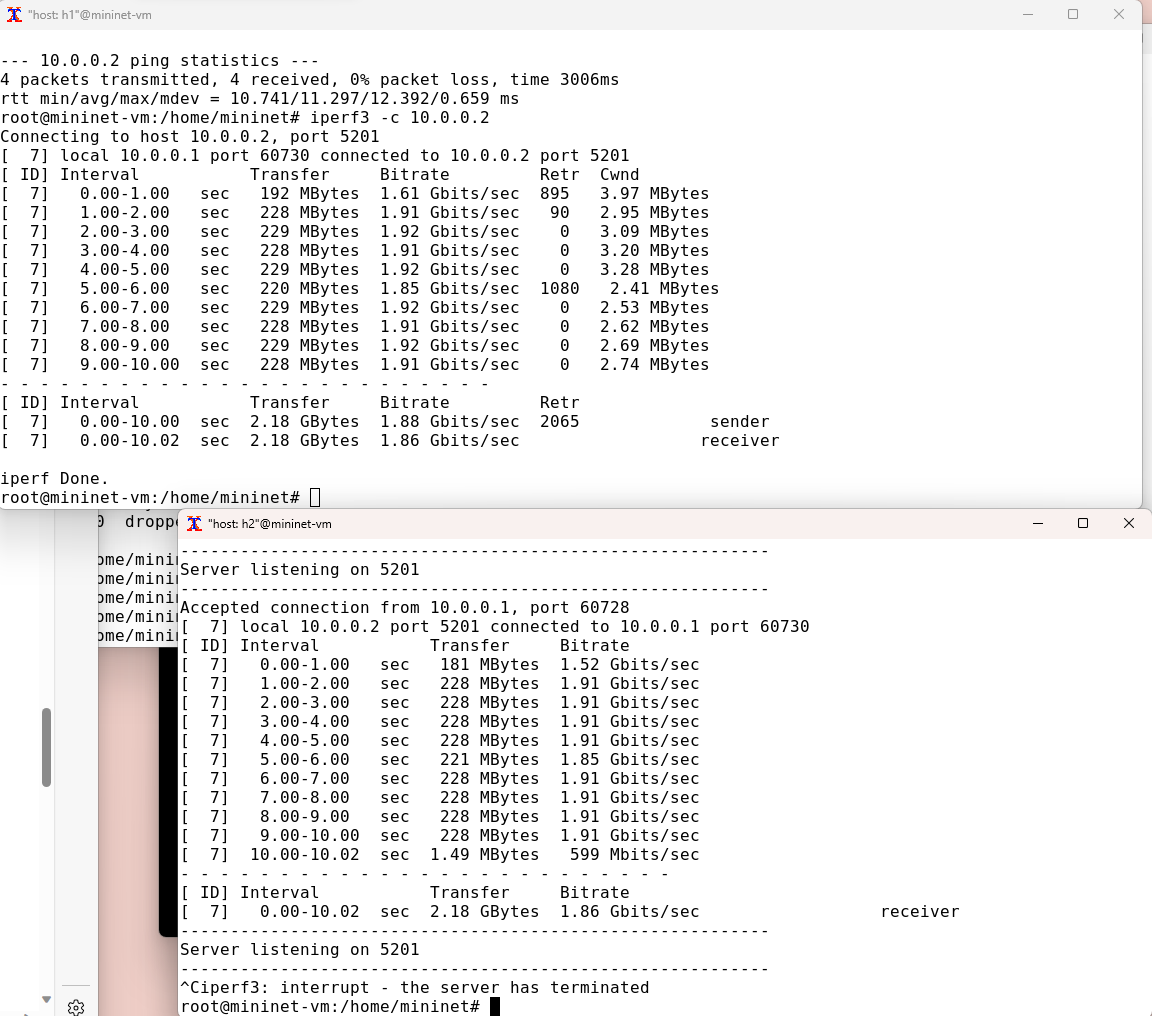 "host: h1"@mininet-vm
--- 10.0.0.2 ping statistics ---
4 packets transmitted, 4 received, 0% packet loss, time 3006ms
rtt min/avg/max/mdev = 10.741/11.297/12.392/0.659 ms
root@mininet-vm:/home/mininet# iperf3 -c 10.0.0.2
Connecting to host 10.0.0.2, port 5201
[  7] local 10.0.0.1 port 60730 connected to 10.0.0.2 port 5201
[ ID] Interval           Transfer     Bitrate         Retr  Cwnd
[  7]   0.00-1.00   sec   192 MBytes  1.61 Gbits/sec  895   3.97 MBytes
[  7]   1.00-2.00   sec   228 MBytes  1.91 Gbits/sec   90   2.95 MBytes
[  7]   2.00-3.00   sec   229 MBytes  1.92 Gbits/sec    0   3.09 MBytes
[  7]   3.00-4.00   sec   228 MBytes  1.91 Gbits/sec    0   3.20 MBytes
[  7]   4.00-5.00   sec   229 MBytes  1.92 Gbits/sec    0   3.28 MBytes
[  7]   5.00-6.00   sec   220 MBytes  1.85 Gbits/sec  1080   2.41 MBytes
[  7]   6.00-7.00   sec   229 MBytes  1.92 Gbits/sec    0   2.53 MBytes
[  7]   7.00-8.00   sec   228 MBytes  1.91 Gbits/sec    0   2.62 MBytes
[  7]   8.00-9.00   sec   229 MBytes  1.92 Gbits/sec    0   2.69 MBytes
[  7]   9.00-10.00  sec   228 MBytes  1.91 Gbits/sec    0   2.74 MBytes
- - - - - - - - - - - - - - - - - - - - - - - - -
[ ID] Interval           Transfer     Bitrate         Retr
[  7]   0.00-10.00  sec  2.18 GBytes  1.88 Gbits/sec  2065             sender
[  7]   0.00-10.02  sec  2.18 GBytes  1.86 Gbits/sec                  receiver
iperf Done.
root@mininet-vm:/home/mininet#
0  droppe
ome/minin
ome/minin
ome/minin
ome/minin
ome/minin
"host: h2"@mininet-vm
-----------------------------------------------------------
Server listening on 5201
-----------------------------------------------------------
Accepted connection from 10.0.0.1, port 60728
[  7] local 10.0.0.2 port 5201 connected to 10.0.0.1 port 60730
[ ID] Interval           Transfer     Bitrate
[  7]   0.00-1.00   sec   181 MBytes  1.52 Gbits/sec
[  7]   1.00-2.00   sec   228 MBytes  1.91 Gbits/sec
[  7]   2.00-3.00   sec   228 MBytes  1.91 Gbits/sec
[  7]   3.00-4.00   sec   228 MBytes  1.91 Gbits/sec
[  7]   4.00-5.00   sec   228 MBytes  1.91 Gbits/sec
[  7]   5.00-6.00   sec   221 MBytes  1.85 Gbits/sec
[  7]   6.00-7.00   sec   228 MBytes  1.91 Gbits/sec
[  7]   7.00-8.00   sec   228 MBytes  1.91 Gbits/sec
[  7]   8.00-9.00   sec   228 MBytes  1.91 Gbits/sec
[  7]   9.00-10.00  sec   228 MBytes  1.91 Gbits/sec
[  7]  10.00-10.02  sec  1.49 MBytes   599 Mbits/sec
- - - - - - - - - - - - - - - - - - - - - - - - -
[ ID] Interval           Transfer     Bitrate
[  7]   0.00-10.02  sec  2.18 GBytes  1.86 Gbits/sec                  receiver
-----------------------------------------------------------
Server listening on 5201
-----------------------------------------------------------
^Ciperf3: interrupt - the server has terminated
root@mininet-vm:/home/mininet#